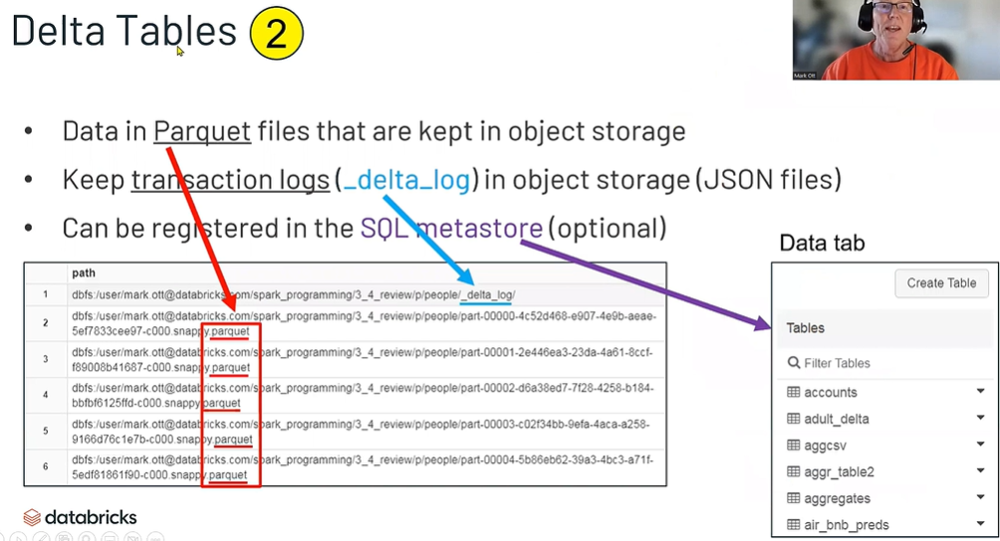 Delta Tables 2
Mark Ott
• Data in Parquet files that are kept in object storage
• Keep transaction logs (_delta_log) in object storage (JSON files)
• Can be registered in the SQL metastore (optional)
path
1 dbfs:/user/mark.ott@databricks.com/spark_programming/3_4_review/p/people/_delta_log/
2 dbfs:/user/mark.ott@databricks.com/spark_programming/3_4_review/p/people/part-00000-4c52d468-e907-4e9b-aeae-
5ef7833cee97-c000.snappy.parquet
3 dbfs:/user/mark.ott@databricks.com/spark_programming/3_4_review/p/people/part-00001-2e446ea3-23da-4a61-8ccf-
f89008b41687-c000.snappy.parquet
4 dbfs:/user/mark.ott@databricks.com/spark_programming/3_4_review/p/people/part-00002-d6a38ed7-7f28-4258-b184-
bbfbf6125ffd-c000.snappy.parquet
5 dbfs:/user/mark.ott@databricks.com/spark_programming/3_4_review/p/people/part-00003-c02f34bb-9efa-4aca-a258-
9166d76c1e7b-c000.snappy.parquet
6 dbfs:/user/mark.ott@databricks.com/spark_programming/3_4_review/p/people/part-00004-5b86eb62-39a3-4bc3-a71f-
5edf81861f90-c000.snappy.parquet
Data tab
Create Table
Tables
Filter Tables
accounts
adult_delta
aggcsv
aggr_table2
aggregates
air_bnb_preds
databricks